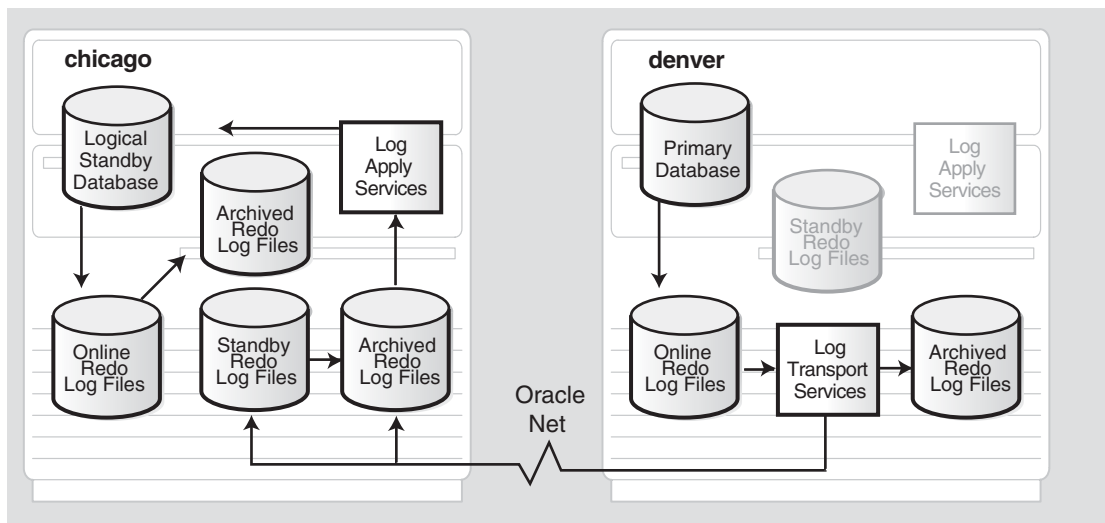 chicago
Logical
Standby
Database
Log
Apply
Services
Archived
Redo
Log Files
Online
Redo
Log Files
Standby
Redo
Log Files
Archived
Redo
Log Files
Oracle
Net
denver
Primary
Database
Log
Apply
Services
Standby
Redo
Log Files
Online
Redo
Log Files
Log
Transport
Services
Archived
Redo
Log Files